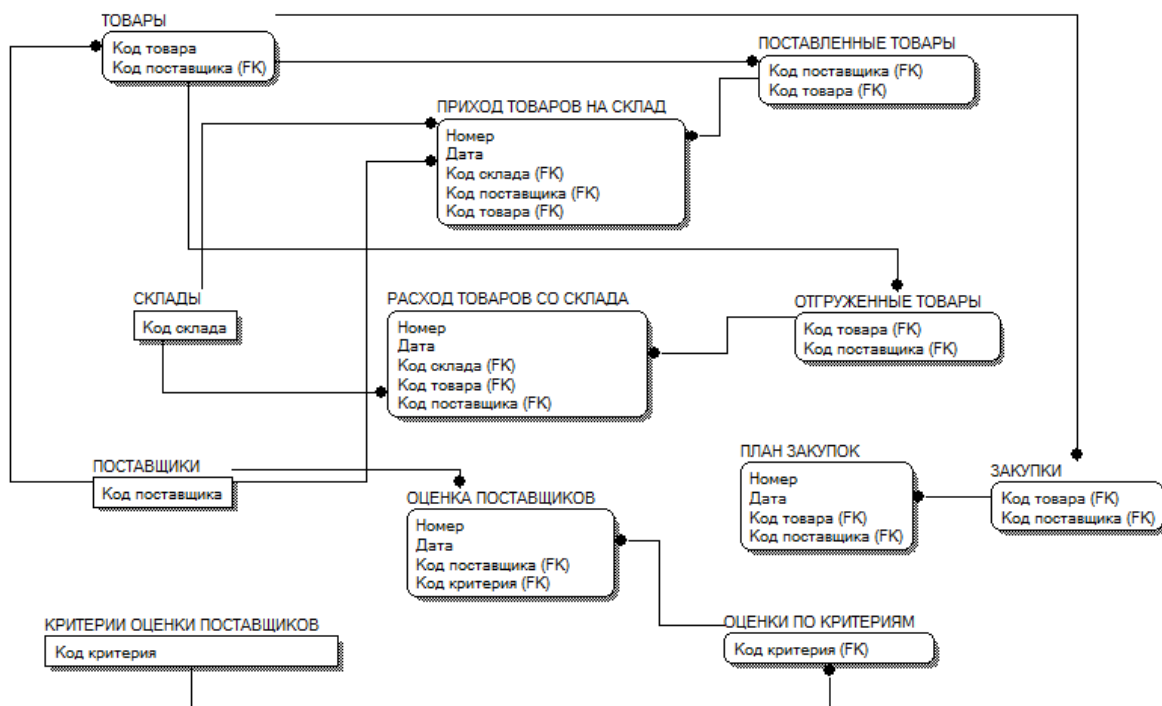 ТОВАРЫ
Код товара
Код поставщика (FK)
ПОСТАВЛЕННЫЕ ТОВАРЫ
Код поставщика (FK)
Код товара (FK)
ПРИХОД ТОВАРОВ НА СКЛАД
Номер
Дата
Код склада (FK)
Код поставщика (FK)
Код товара (FK)
СКЛАДЫ
Код склада
РАСХОД ТОВАРОВ СО СКЛАДА
Номер
Дата
Код склада (FK)
Код товара (FK)
Код поставщика (FK)
ОТГРУЖЕННЫЕ ТОВАРЫ
Код товара (FK)
Код поставщика (FK)
ПОСТАВЩИКИ
Код поставщика
ОЦЕНКА ПОСТАВЩИКОВ
Номер
Дата
Код поставщика (FK)
Код критерия (FK)
ПЛАН ЗАКУПОК
Номер
Дата
Код товара (FK)
Код поставщика (FK)
ЗАКУПКИ
Код товара (FK)
Код поставщика (FK)
КРИТЕРИИ ОЦЕНКИ ПОСТАВЩИКОВ
Код критерия
ОЦЕНКИ ПО КРИТЕРИЯМ
Код критерия (FK)